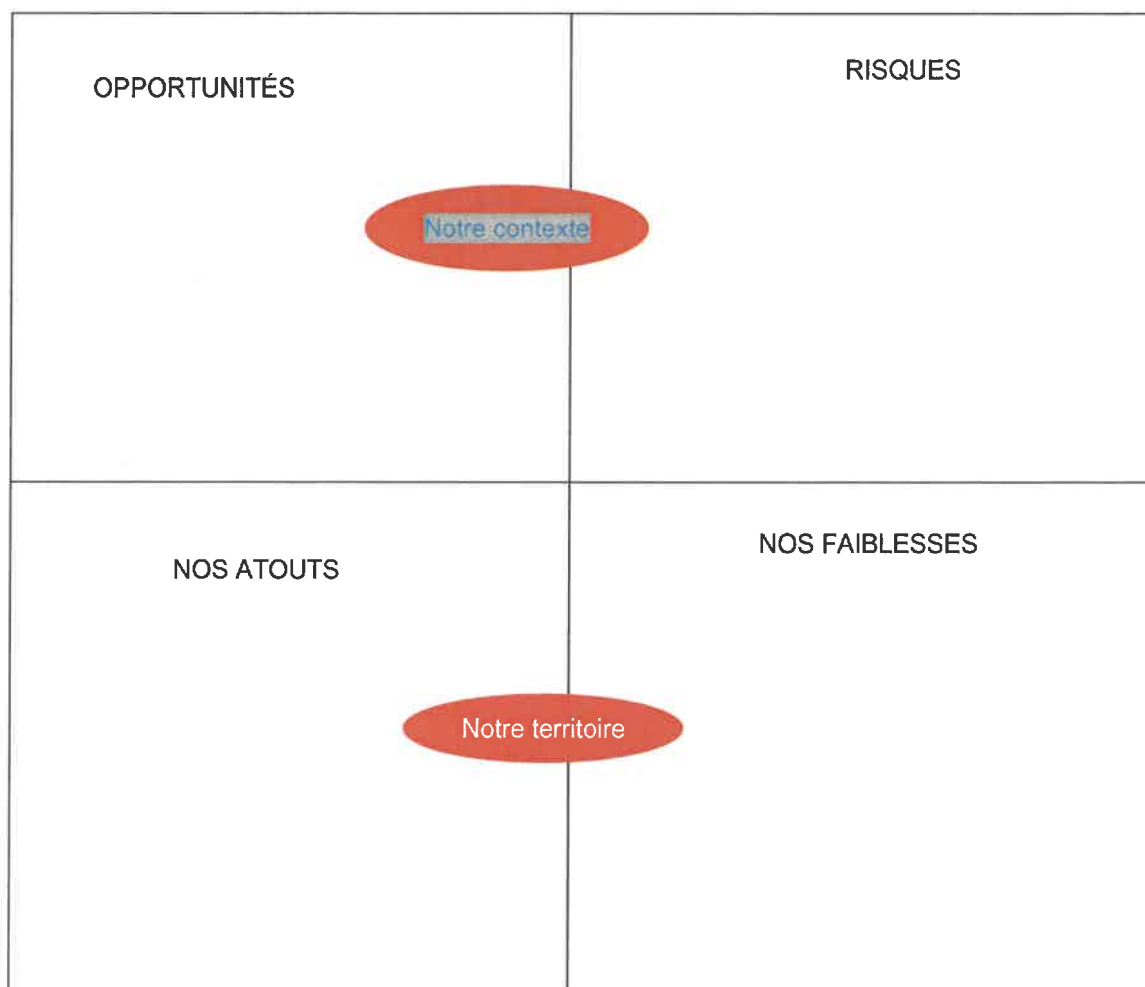 OPPORTUNITÉS
RISQUES
Notre contexte
NOS ATOUTS
NOS FAIBLESSES
Notre territoire